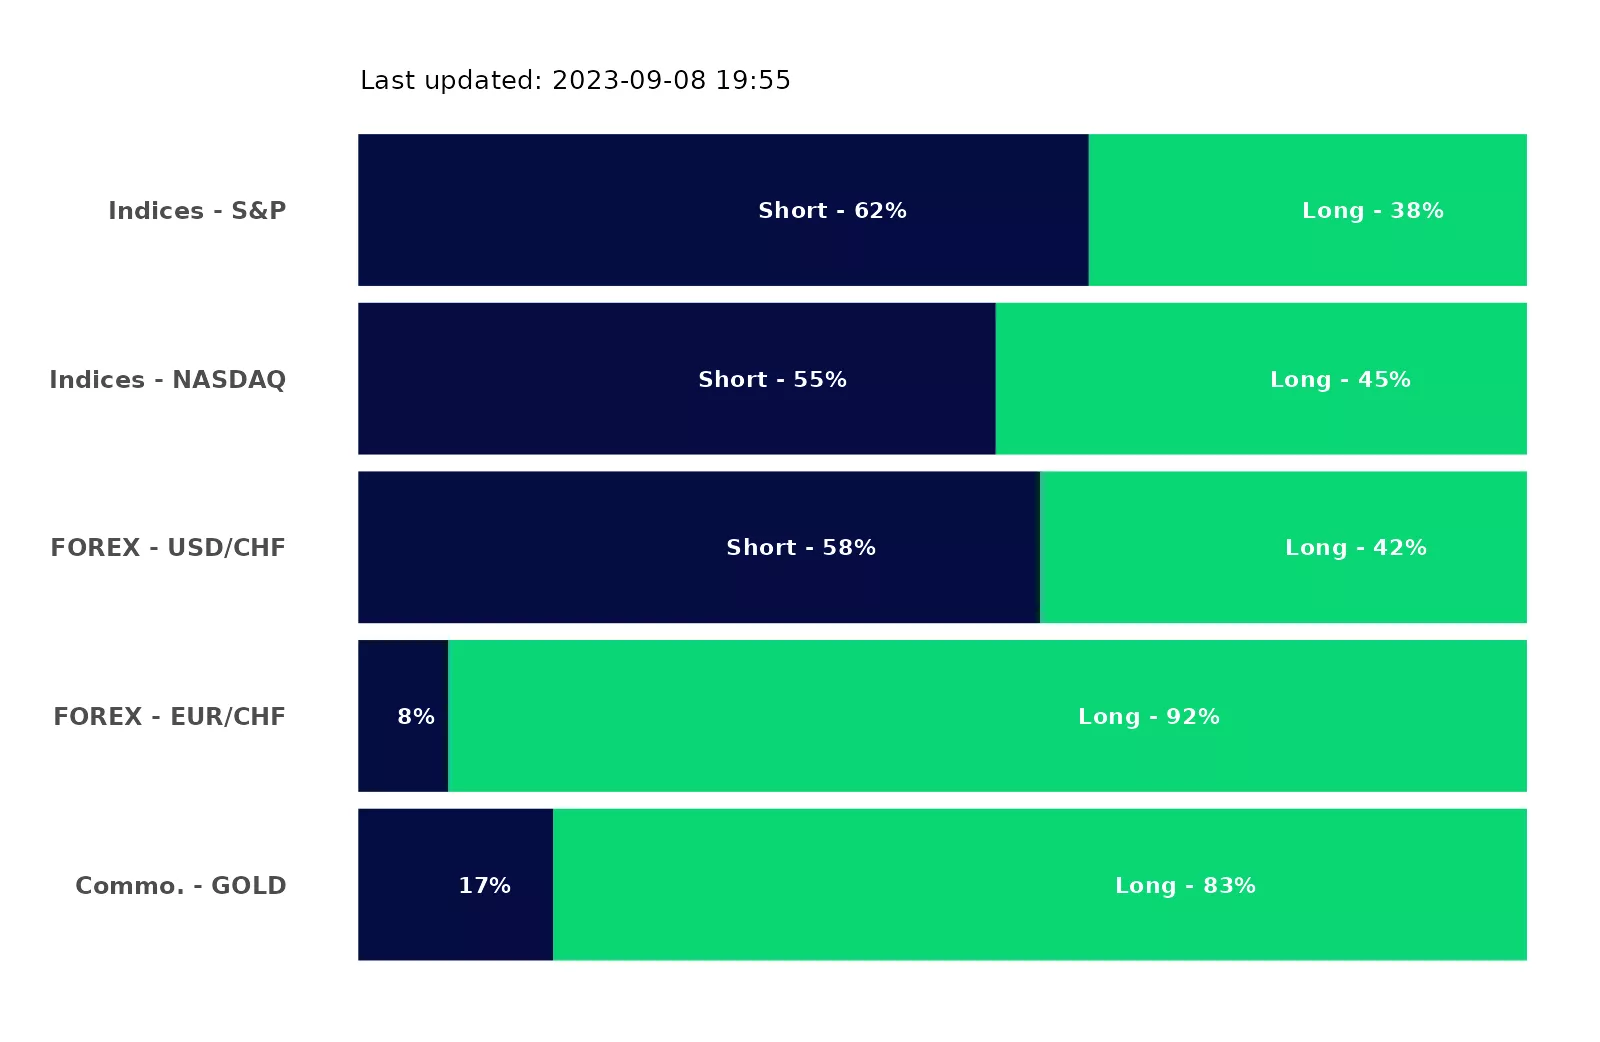 Last updated: 2023-09-08 19:55
Indices - S&P Short - 62% Long - 38%
Indices - NASDAQ Short - 55% Long - 45%
FOREX - USD/CHF Short - 58% Long - 42%
FOREX - EUR/CHF 8% Long - 92%
Commo. - GOLD 17% Long - 83%